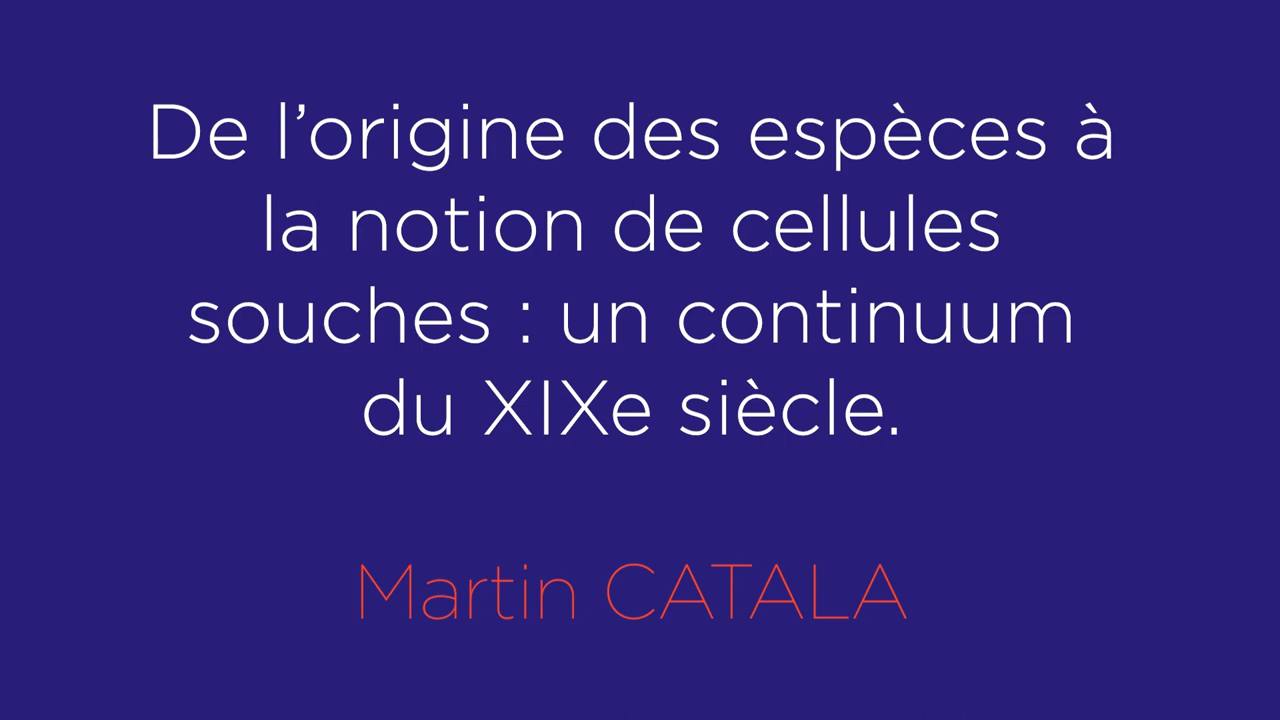 De l’origine des espèces à
la notion de cellules
souches : un continuum
du XIXe siècle.
Martin CATALA